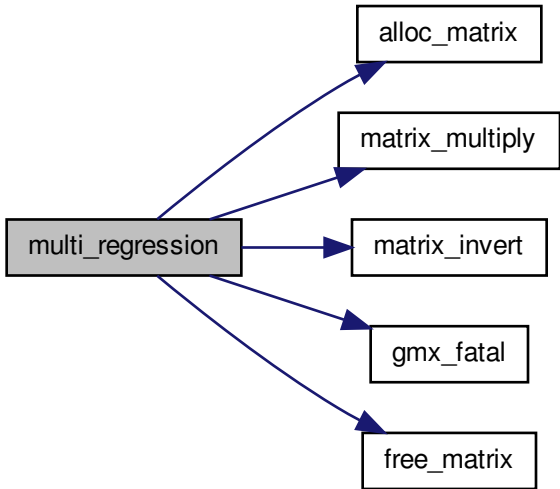 alloc_matrix
matrix_multiply
multi_regression
matrix_invert
gmx_fatal
free_matrix